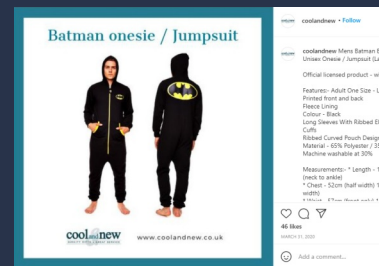 Batman onesie / Jumpsuit
cool and new
www.coolandnew.co.uk
coolandnew • Follow
coolandnew Mens Batman
Unisex Onesie / Jumpsuit
Official licensed product -
Features:- Adult One Size -
Printed front and back
Fleece Lining
Colour - Black
Long Sleeves With Ribbed
Cuffs
Ribbed Curved Pouch
Material - 65% Polyester /
Machine washable at 30%
Measurements:- * Length -
(neck to ankle)
* Chest - 52cm (half width)
width)
46 likes
MARCH 31, 2020
Add a comment...